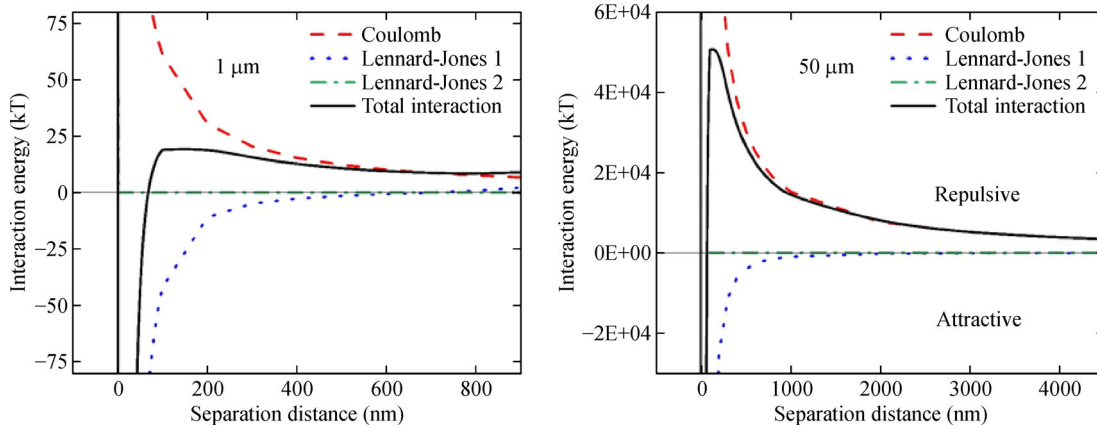 75
50
25
0
−25
−50
−75
Interaction energy (kT)
1 μm
Coulomb
Lennard-Jones 1
Lennard-Jones 2
Total interaction
0
200
400
600
800
Separation distance (nm)
6E+04
4E+04
2E+04
0E+00
−2E+04
Interaction energy (kT)
50 μm
Coulomb
Lennard-Jones 1
Lennard-Jones 2
Total interaction
Repulsive
Attractive
0
1000
2000
3000
4000
Separation distance (nm)